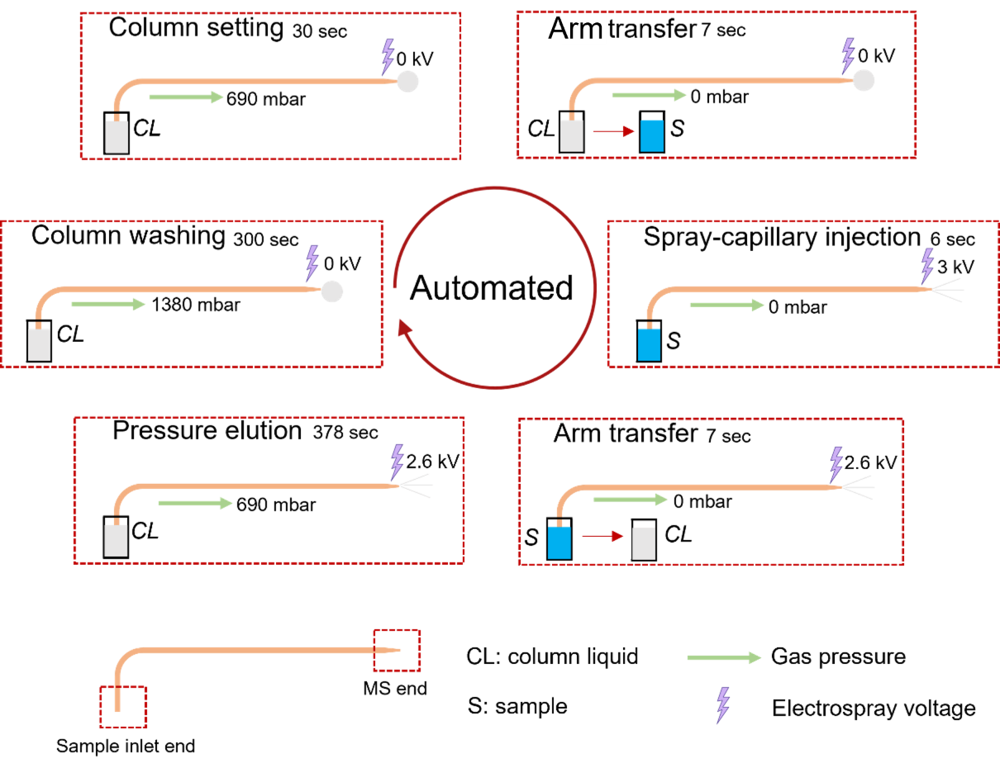 Column setting 30 sec
0 kV
690 mbar
CL
Arm transfer 7 sec
0 kV
0 mbar
CL
S
Column washing 300 sec
0 kV
1380 mbar
CL
Automated
Spray-capillary injection 6 sec
3 kV
0 mbar
S
Pressure elution 378 sec
2.6 kV
690 mbar
CL
Arm transfer 7 sec
2.6 kV
0 mbar
S
CL
MS end
Sample inlet end
CL: column liquid
Gas pressure
S: sample
Electrospray voltage